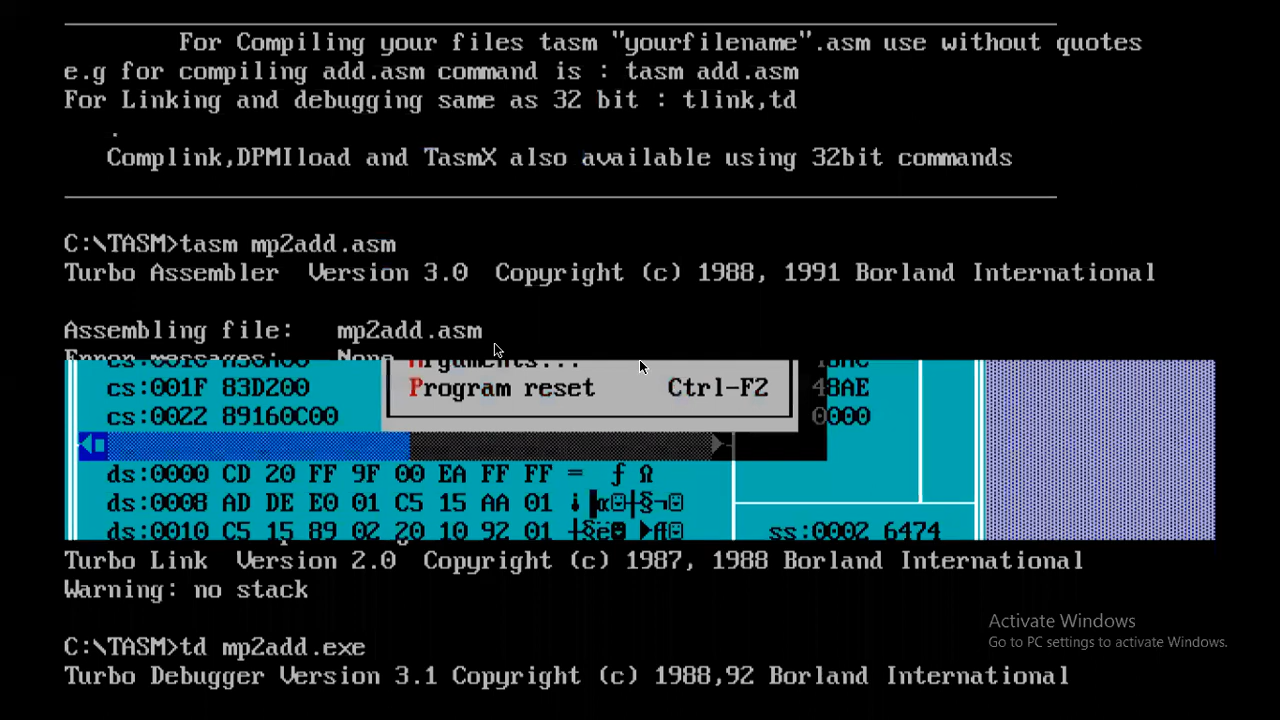 For Compiling your files tasm "yourfilename".asm use without quotes
e.g for compiling add.asm command is : tasm add.asm
For Linking and debugging same as 32 bit : tlink,td
.
Complink,DPMIload and TasmX also available using 32bit commands
C:\TASM>tasm mp2add.asm
Turbo Assembler  Version 3.0  Copyright (c) 1988, 1991 Borland International
Assembling file:   mp2add.asm
Error messages:    None
Arguments...
cs:001F 83D200
Program reset      Ctrl-F2
48AE
cs:0022 89160C00
0000
ds:0000 CD 20 FF 9F 00 EA FF FF = ƒ Ω
ds:0008 AD DE E0 01 C5 15 AA 01
ds:0010 C5 15 89 02 20 10 92 01
ss:0002 6474
Turbo Link  Version 2.0  Copyright (c) 1987, 1988 Borland International
Warning: no stack
Activate Windows
Go to PC settings to activate Windows.
C:\TASM>td mp2add.exe
Turbo Debugger Version 3.1 Copyright (c) 1988,92 Borland International